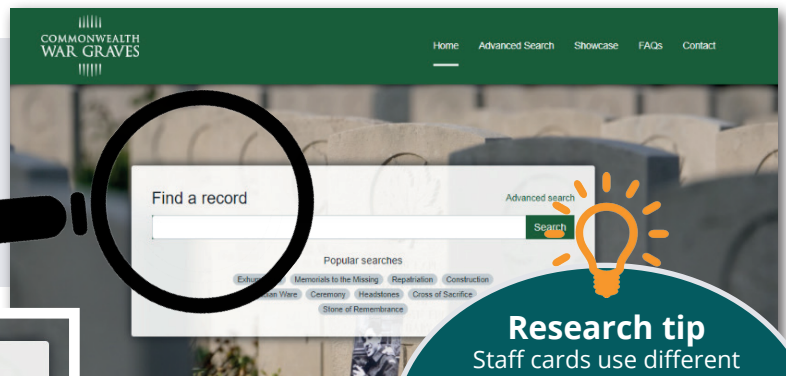 COMMONWEALTH
WAR GRAVES
Home Advanced Search Showcase FAQs Contact
Find a record
Advanced search
Search
Popular searches
Memorials to the Missing Repatriation Construction
Ware Ceremony Headstones Cross of Sacrifice
Stone of Remembrance
Research tip
Staff cards use different